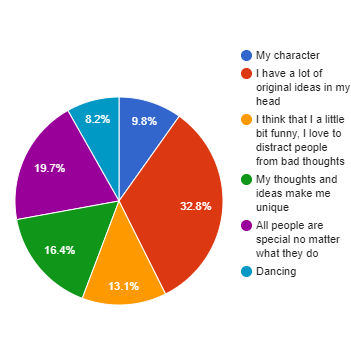 My character
I have a lot of
original ideas in my
head
I think that I a little
bit funny, I love to
distract people
from bad thoughts
My thoughts and
ideas make me
unique
All people are
special no matter
what they do
Dancing
8.2%
9.8%
19.7%
32.8%
16.4%
13.1%